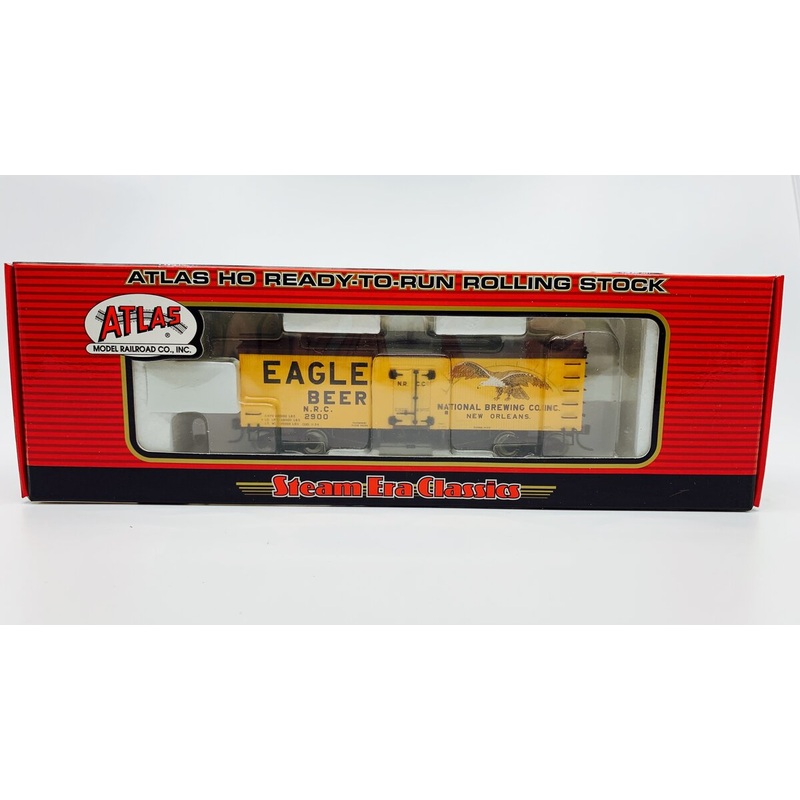 ATLAS HO READY-TO-RUN ROLLING STOCK
ATLAS®
MODEL RAILROAD CO., INC.
EAGLE
BEER
N.R.C.
2900
N.R.C.
NATIONAL BREWING CO. INC.
NEW ORLEANS.
Steam Era Classics